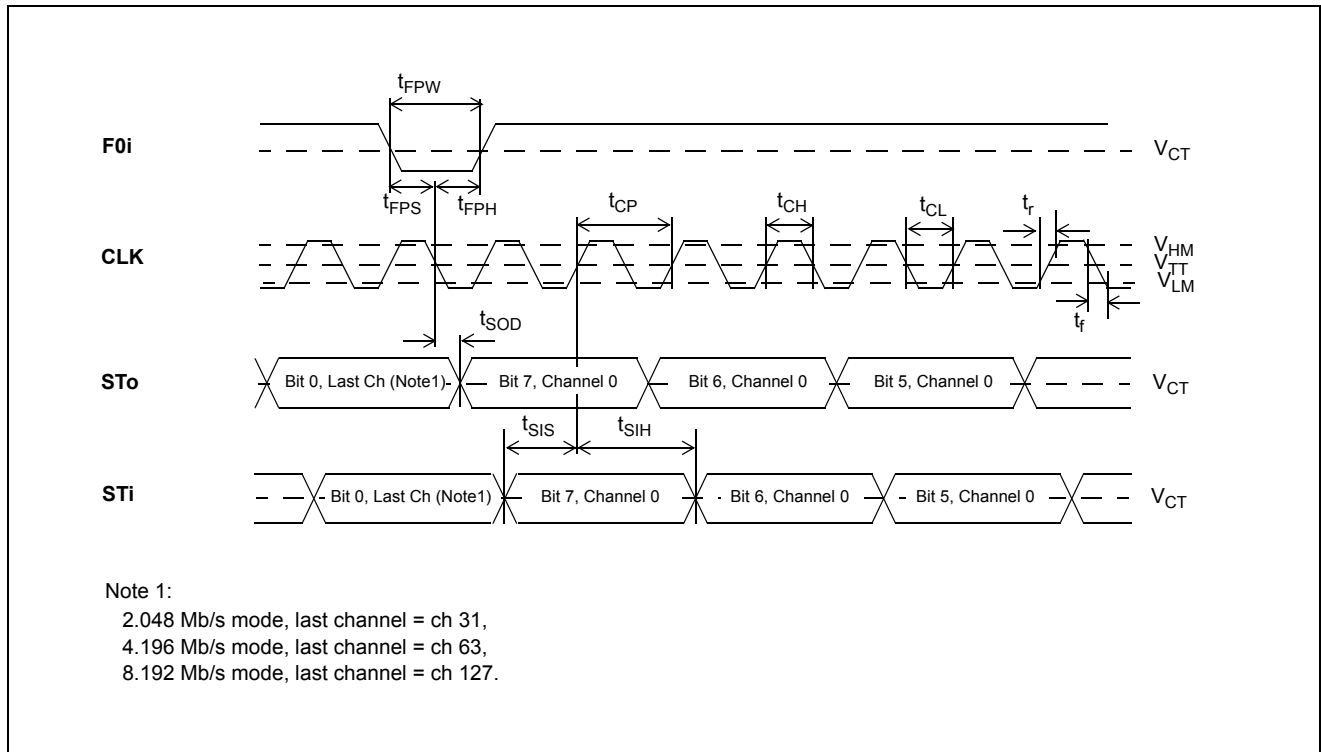 tFPW
F0i
VCT
tFPS
tFPH
tCP
tCH
tCL
tr
CLK
VHM
VTT
VLM
tSOD
tf
STo
Bit 0, Last Ch (Note1)
Bit 7, Channel 0
Bit 6, Channel 0
Bit 5, Channel 0
VCT
tSIS
tSIH
STi
Bit 0, Last Ch (Note1)
Bit 7, Channel 0
Bit 6, Channel 0
Bit 5, Channel 0
VCT
Note 1:
2.048 Mb/s mode, last channel = ch 31,
4.196 Mb/s mode, last channel = ch 63,
8.192 Mb/s mode, last channel = ch 127.